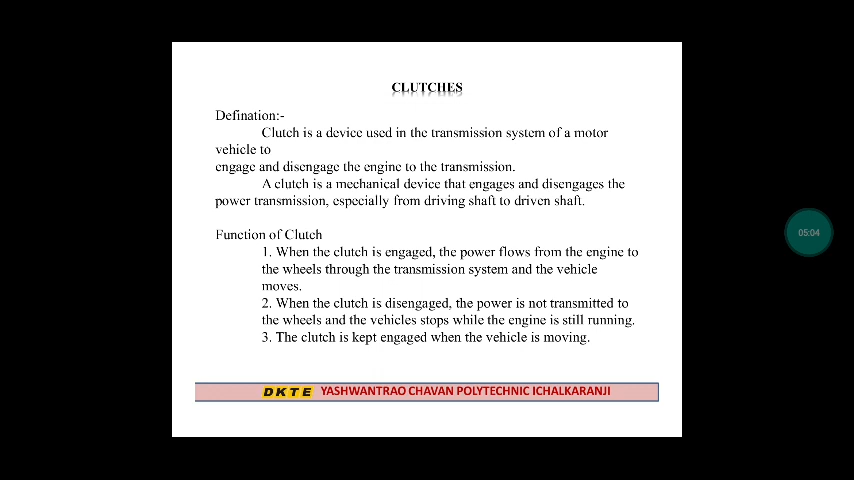 CLUTCHES
Defination:-
Clutch is a device used in the transmission system of a motor
vehicle to
engage and disengage the engine to the transmission.
A clutch is a mechanical device that engages and disengages the
power transmission, especially from driving shaft to driven shaft.
Function of Clutch
1. When the clutch is engaged, the power flows from the engine to
the wheels through the transmission system and the vehicle
moves.
2. When the clutch is disengaged, the power is not transmitted to
the wheels and the vehicles stops while the engine is still running.
3. The clutch is kept engaged when the vehicle is moving.
DKTE YASHWANTRAO CHAVAN POLYTECHNIC ICHALKARANJI
05:04